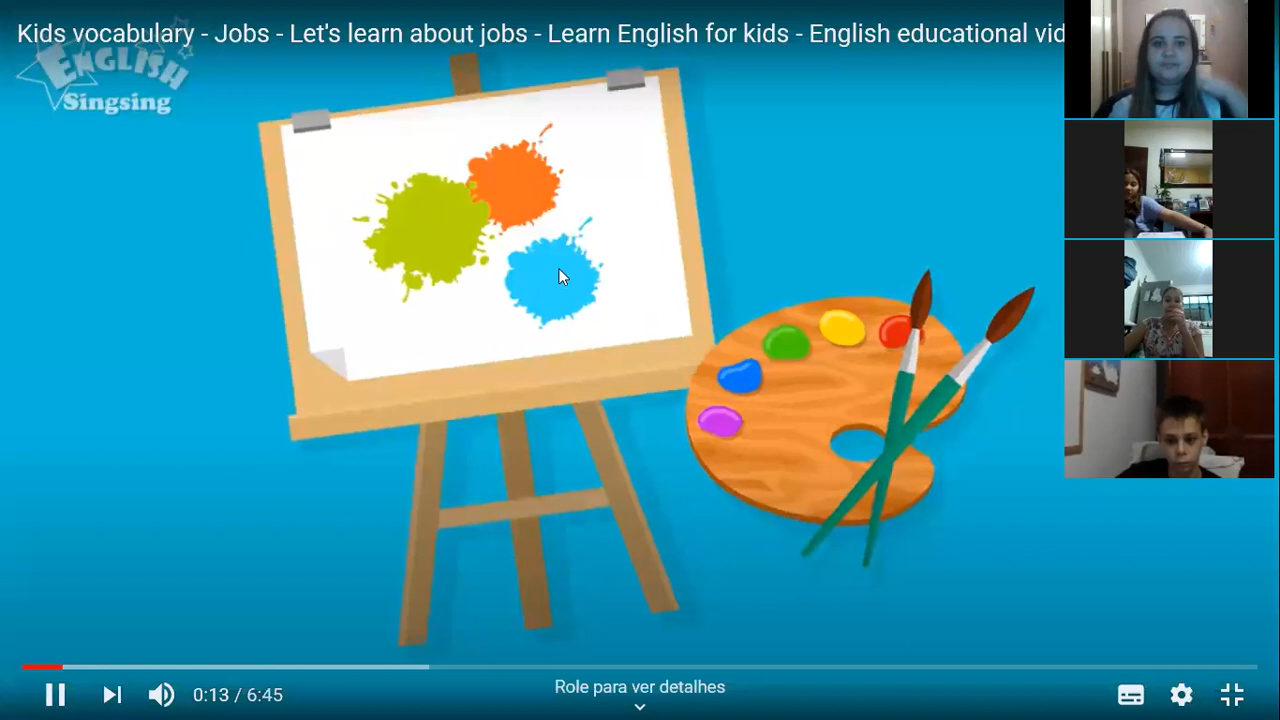 Kids vocabulary - Jobs - Let's learn about jobs - Learn English for kids - English educational vid
ENGLISH
Singsing
0:13 / 6:45
Role para ver detalhes